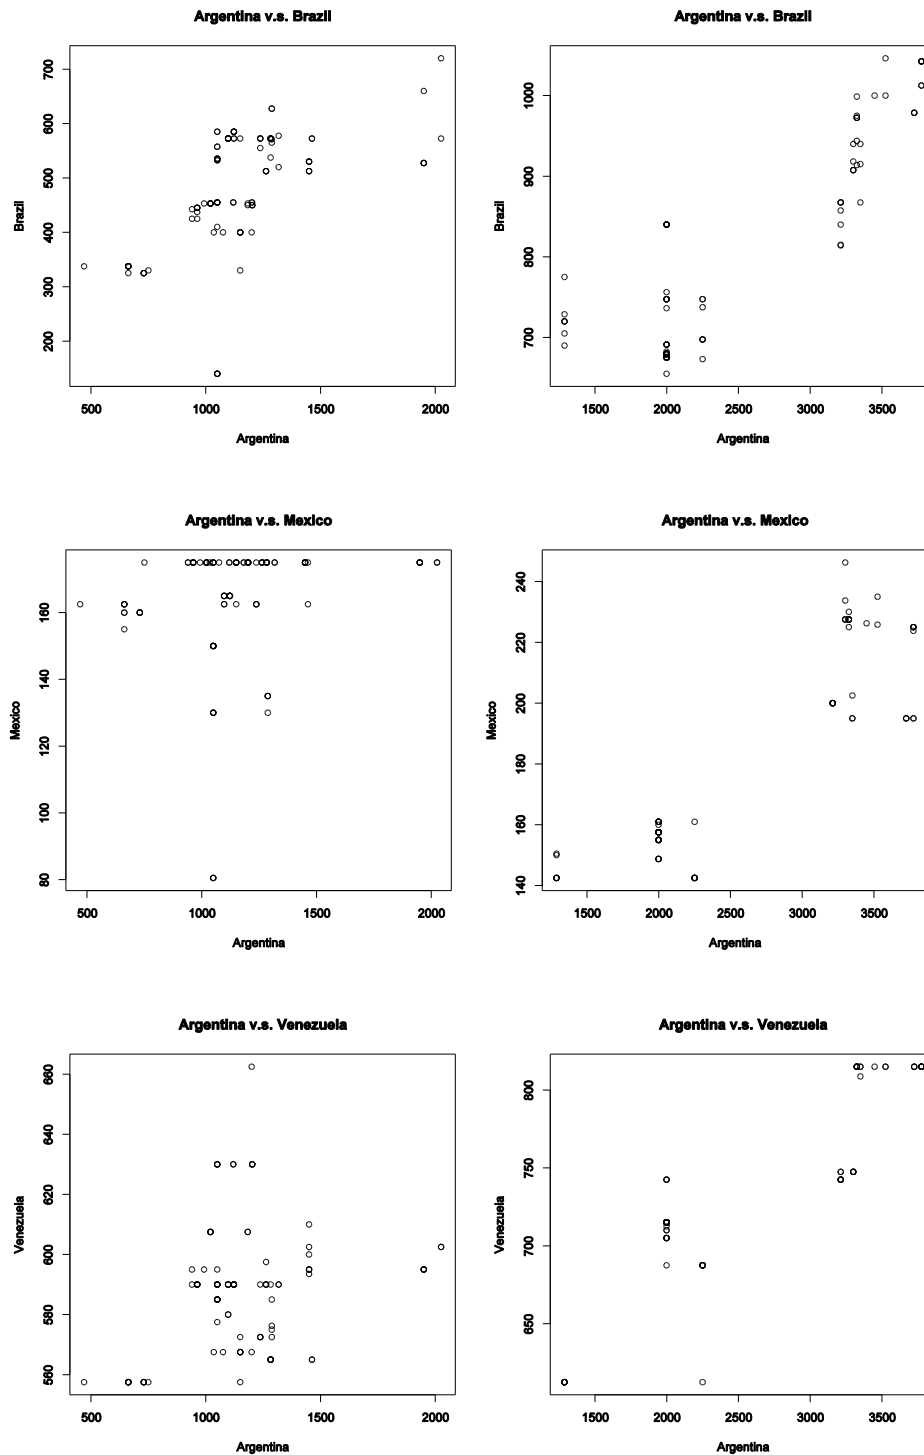 Argentina v.s. Brazil
Brazil
200 300 400 500 600 700
500 1000 1500 2000
Argentina
Argentina v.s. Brazil
Brazil
700 800 900 1000
1500 2000 2500 3000 3500
Argentina
Argentina v.s. Mexico
Mexico
80 100 120 140 160
500 1000 1500 2000
Argentina
Argentina v.s. Mexico
Mexico
140 160 180 200 220 240
1500 2000 2500 3000 3500
Argentina
Argentina v.s. Venezuela
Venezuela
560 580 600 620 640 660
500 1000 1500 2000
Argentina
Argentina v.s. Venezuela
Venezuela
650 700 750 800
1500 2000 2500 3000 3500
Argentina